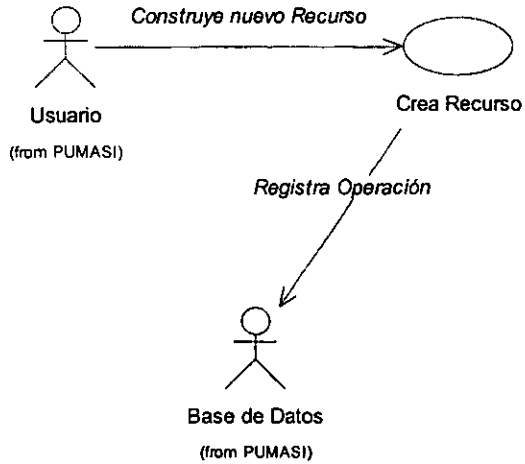 Construye nuevo Recurso
Usuario
(from PUMASI)
Crea Recurso
Registra Operación
Base de Datos
(from PUMASI)